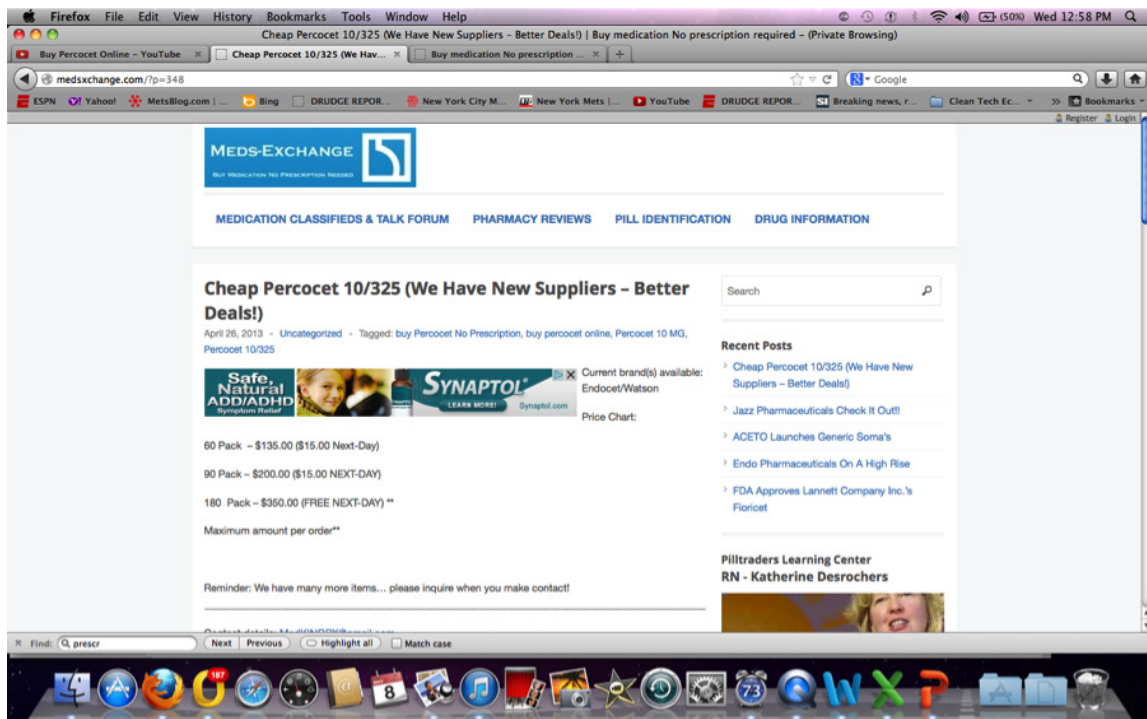 Firefox File Edit View History Bookmarks Tools Window Help (50%) Wed 12:58 PM
Cheap Percocet 10/325 (We Have New Suppliers – Better Deals!) | Buy medication No prescription required – (Private Browsing)
Buy Percocet Online – YouTube × Cheap Percocet 10/325 (We Hav... × Buy medication No prescription ... × +
medsxchange.com/?p=348 Google
ESPN Yahoo! MetsBlog.com | ... Bing DRUDGE REPOR... New York City M... New York Mets |... YouTube DRUDGE REPOR... SI Breaking news, r... Clean Tech Ec... Bookmarks
Register Login
MEDS-EXCHANGE
BUY MEDICATION NO PRESCRIPTION NEEDED
MEDICATION CLASSIFIEDS & TALK FORUM PHARMACY REVIEWS PILL IDENTIFICATION DRUG INFORMATION
Cheap Percocet 10/325 (We Have New Suppliers – Better
Deals!)
April 26, 2013 - Uncategorized - Tagged: buy Percocet No Prescription, buy percocet online, Percocet 10 MG,
Percocet 10/325
Safe,
Natural
ADD/ADHD
Symptom Relief
SYNAPTOL
LEARN MORE! Synaptol.com
Current brand(s) available:
Endocet/Watson
Price Chart:
60 Pack – $135.00 ($15.00 Next-Day)
90 Pack – $200.00 ($15.00 NEXT-DAY)
180 Pack – $350.00 (FREE NEXT-DAY) **
Maximum amount per order**
Reminder: We have many more items... please inquire when you make contact!
Search
Recent Posts
Cheap Percocet 10/325 (We Have New
Suppliers – Better Deals!)
Jazz Pharmaceuticals Check It Out!!
ACETO Launches Generic Soma's
Endo Pharmaceuticals On A High Rise
FDA Approves Lannett Company Inc.'s
Fioricet
Pilltraders Learning Center
RN - Katherine Desrochers
× Find: prescr Next Previous Highlight all Match case
187
8
73